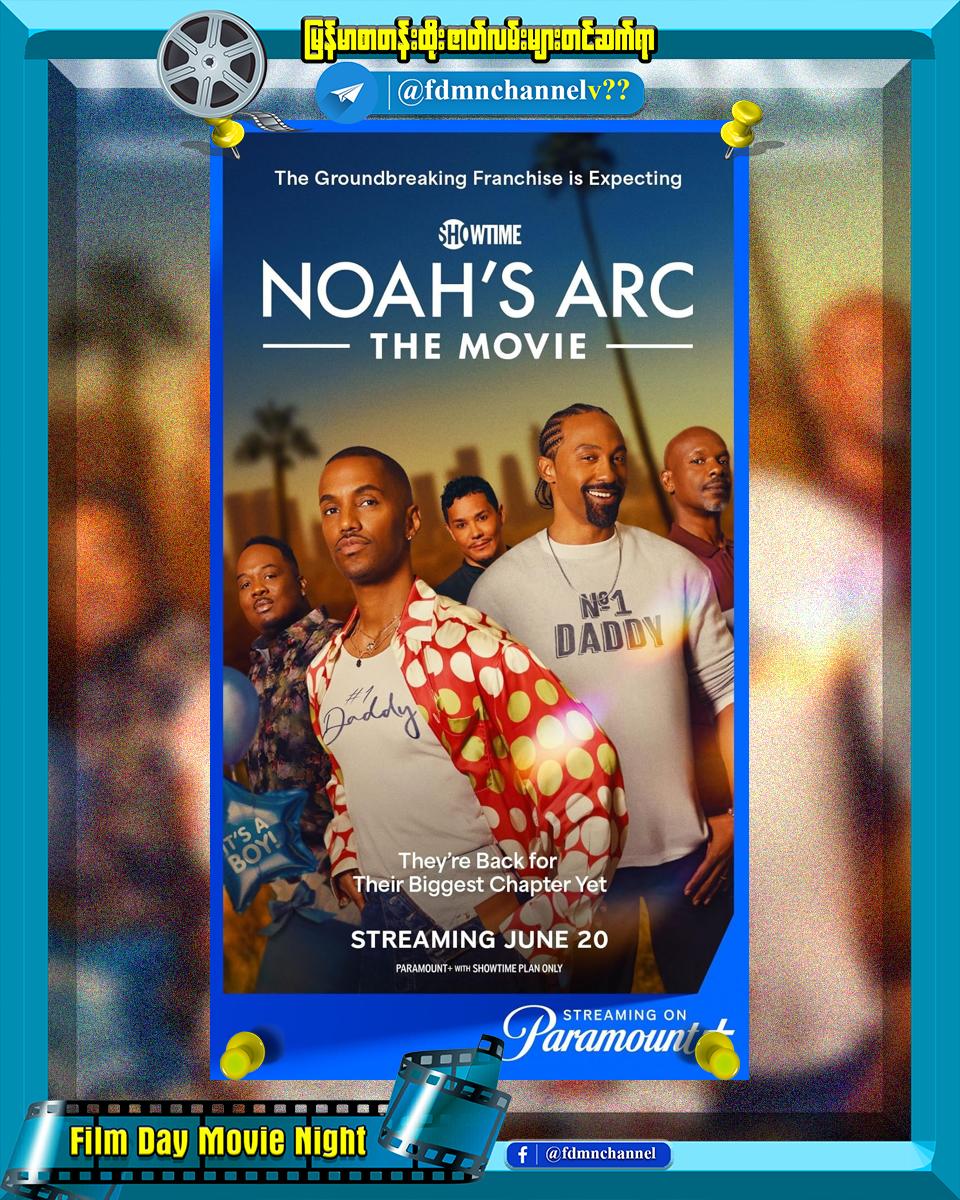 မြန်မာစာတန်းထိုးဇာတ်လမ်းများတင်ဆက်ရာ
@fdmnchannelv??
The Groundbreaking Franchise is Expecting
SHOWTIME
NOAH'S ARC
THE MOVIE
Nº1
DADDY
#1
Daddy
IT'S A
BOY!
They're Back for
Their Biggest Chapter Yet
STREAMING JUNE 20
PARAMOUNT+ WITH SHOWTIME PLAN ONLY
STREAMING ON
Paramount+
Film Day Movie Night
@fdmnchannel